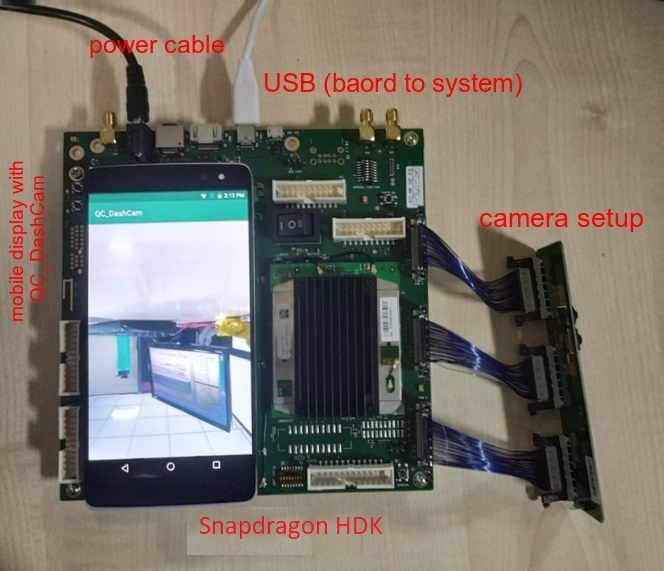 power cable
USB (baord to system)
mobile display with
QC_DashCam
2:12 PM
QC_DashCam
camera setup
Snapdragon HDK